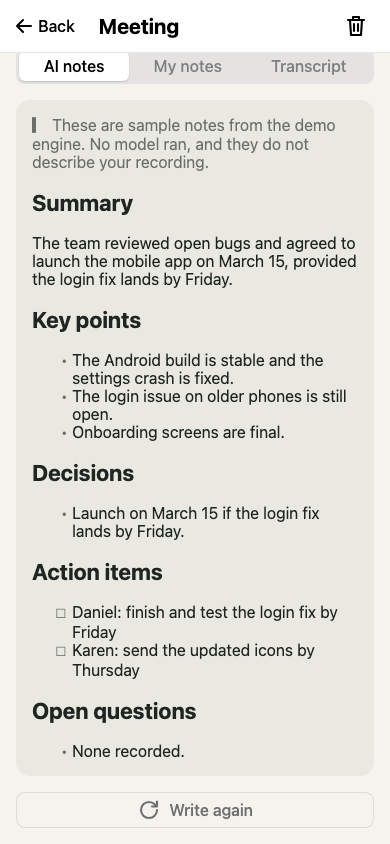 Back Meeting
AI notes My notes Transcript
These are sample notes from the demo
engine. No model ran, and they do not
describe your recording.
Summary
The team reviewed open bugs and agreed to
launch the mobile app on March 15, provided
the login fix lands by Friday.
Key points
• The Android build is stable and the
settings crash is fixed.
• The login issue on older phones is still
open.
• Onboarding screens are final.
Decisions
• Launch on March 15 if the login fix
lands by Friday.
Action items
☐ Daniel: finish and test the login fix by
Friday
☐ Karen: send the updated icons by
Thursday
Open questions
• None recorded.
Write again